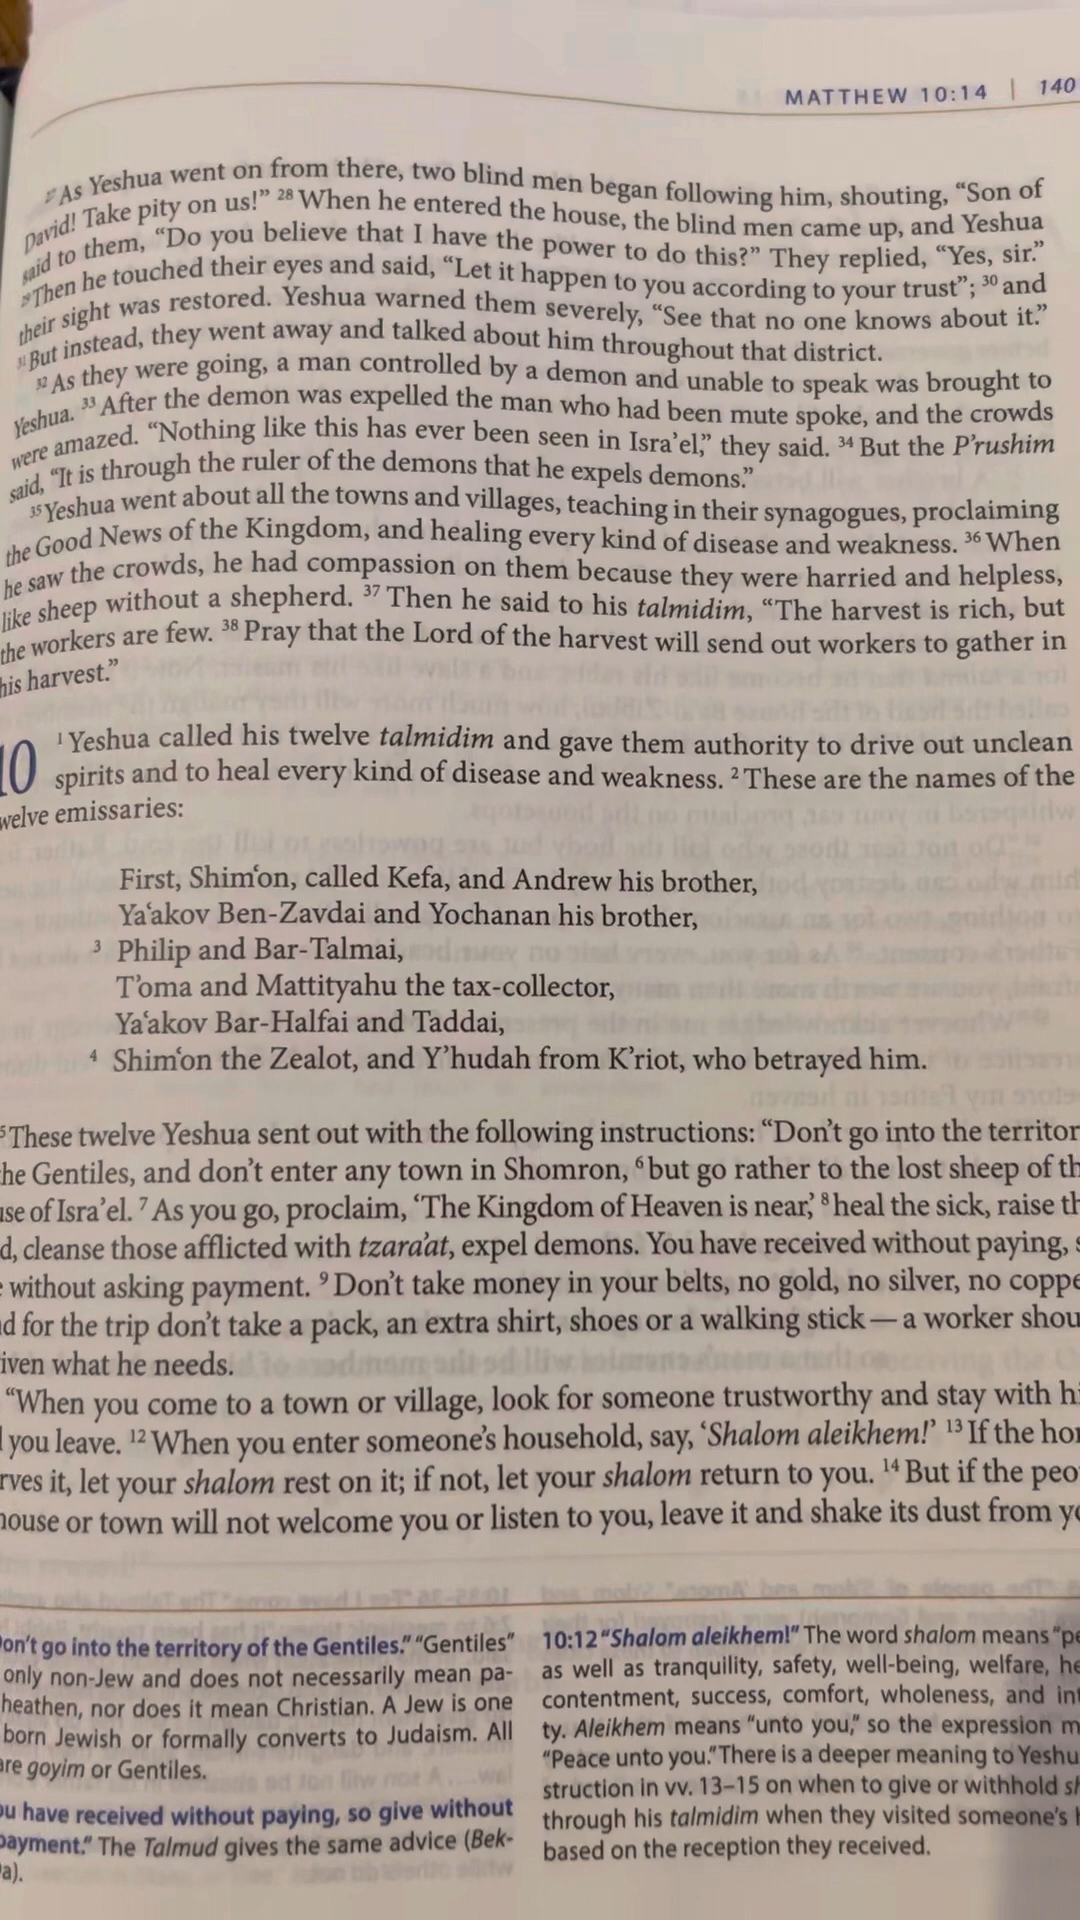 MATTHEW 10:14 | 140
27 As Yeshua went on from there, two blind men began following him, shouting, “Son of
David! Take pity on us!” 28 When he entered the house, the blind men came up, and Yeshua
said to them, “Do you believe that I have the power to do this?” They replied, “Yes, sir.”
29 Then he touched their eyes and said, “Let it happen to you according to your trust”; 30 and
their sight was restored. Yeshua warned them severely, “See that no one knows about it.”
31 But instead, they went away and talked about him throughout that district.
32 As they were going, a man controlled by a demon and unable to speak was brought to
Yeshua. 33 After the demon was expelled the man who had been mute spoke, and the crowds
were amazed. “Nothing like this has ever been seen in Isra’el,” they said. 34 But the P’rushim
said, “It is through the ruler of the demons that he expels demons.”
35 Yeshua went about all the towns and villages, teaching in their synagogues, proclaiming
the Good News of the Kingdom, and healing every kind of disease and weakness. 36 When
he saw the crowds, he had compassion on them because they were harried and helpless,
like sheep without a shepherd. 37 Then he said to his talmidim, “The harvest is rich, but
the workers are few. 38 Pray that the Lord of the harvest will send out workers to gather in
his harvest.”
10 1 Yeshua called his twelve talmidim and gave them authority to drive out unclean
spirits and to heal every kind of disease and weakness. 2 These are the names of the
welve emissaries:
First, Shim‘on, called Kefa, and Andrew his brother,
Ya‘akov Ben-Zavdai and Yochanan his brother,
3 Philip and Bar-Talmai,
T’oma and Mattityahu the tax-collector,
Ya‘akov Bar-Halfai and Taddai,
4 Shim‘on the Zealot, and Y’hudah from K’riot, who betrayed him.
5 These twelve Yeshua sent out with the following instructions: “Don’t go into the territor
he Gentiles, and don’t enter any town in Shomron, 6 but go rather to the lost sheep of th
use of Isra’el. 7 As you go, proclaim, ‘The Kingdom of Heaven is near,’ 8 heal the sick, raise th
d, cleanse those afflicted with tzara‘at, expel demons. You have received without paying, s
e without asking payment. 9 Don’t take money in your belts, no gold, no silver, no coppe
d for the trip don’t take a pack, an extra shirt, shoes or a walking stick — a worker shou
iven what he needs.
“When you come to a town or village, look for someone trustworthy and stay with hi
l you leave. 12 When you enter someone’s household, say, ‘Shalom aleikhem!’ 13 If the hom
rves it, let your shalom rest on it; if not, let your shalom return to you. 14 But if the peo
house or town will not welcome you or listen to you, leave it and shake its dust from yo
on’t go into the territory of the Gentiles.” “Gentiles”
only non-Jew and does not necessarily mean pa-
heathen, nor does it mean Christian. A Jew is one
born Jewish or formally converts to Judaism. All
are goyim or Gentiles.
ou have received without paying, so give without
payment.” The Talmud gives the same advice (Bek-
a).
10:12 “Shalom aleikhem!” The word shalom means “pe
as well as tranquility, safety, well-being, welfare, he
contentment, success, comfort, wholeness, and int
ty. Aleikhem means “unto you,” so the expression m
“Peace unto you.” There is a deeper meaning to Yeshu
struction in vv. 13–15 on when to give or withhold sh
through his talmidim when they visited someone’s h
based on the reception they received.